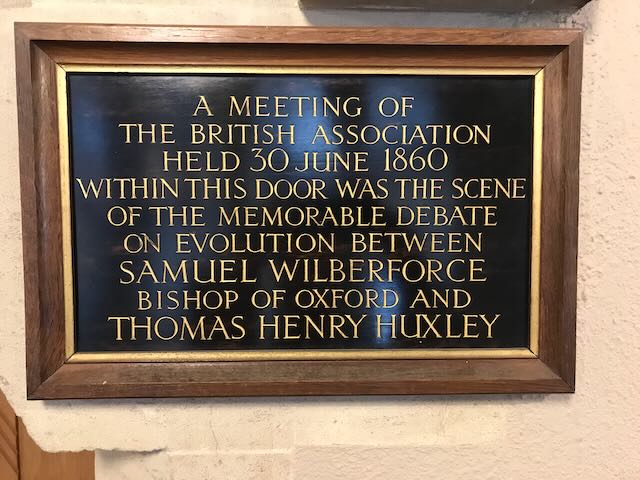 A MEETING OF
THE BRITISH ASSOCIATION
HELD 30 JUNE 1860
WITHIN THIS DOOR WAS THE SCENE
OF THE MEMORABLE DEBATE
ON EVOLUTION BETWEEN
SAMUEL WILBERFORCE
BISHOP OF OXFORD AND
THOMAS HENRY HUXLEY